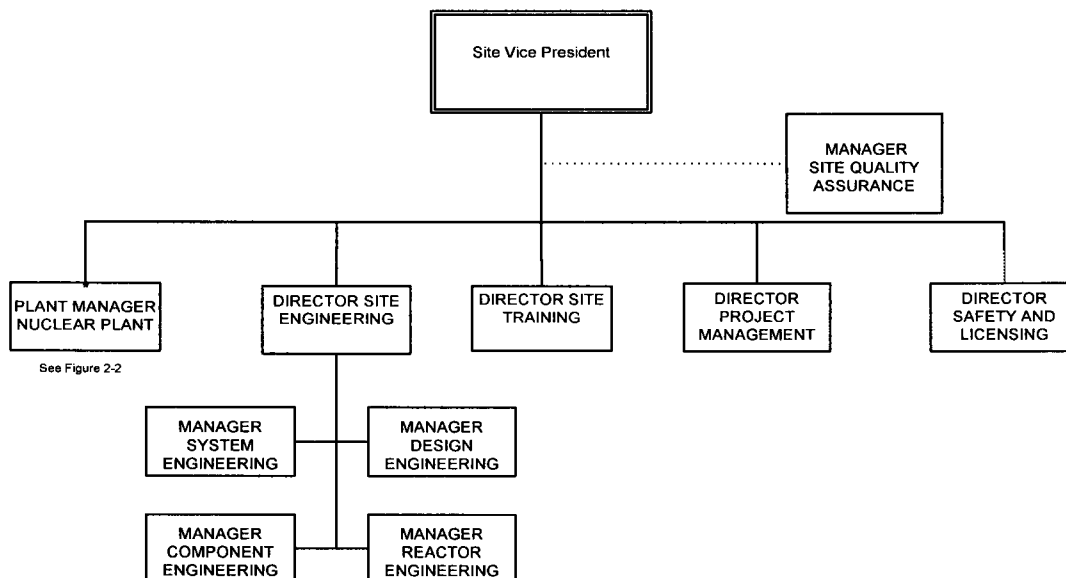 Site Vice President
MANAGER
SITE QUALITY
ASSURANCE
PLANT MANAGER
NUCLEAR PLANT
See Figure 2-2
DIRECTOR SITE
ENGINEERING
DIRECTOR SITE
TRAINING
DIRECTOR
PROJECT
MANAGEMENT
DIRECTOR
SAFETY AND
LICENSING
MANAGER
SYSTEM
ENGINEERING
MANAGER
DESIGN
ENGINEERING
MANAGER
COMPONENT
ENGINEERING
MANAGER
REACTOR
ENGINEERING